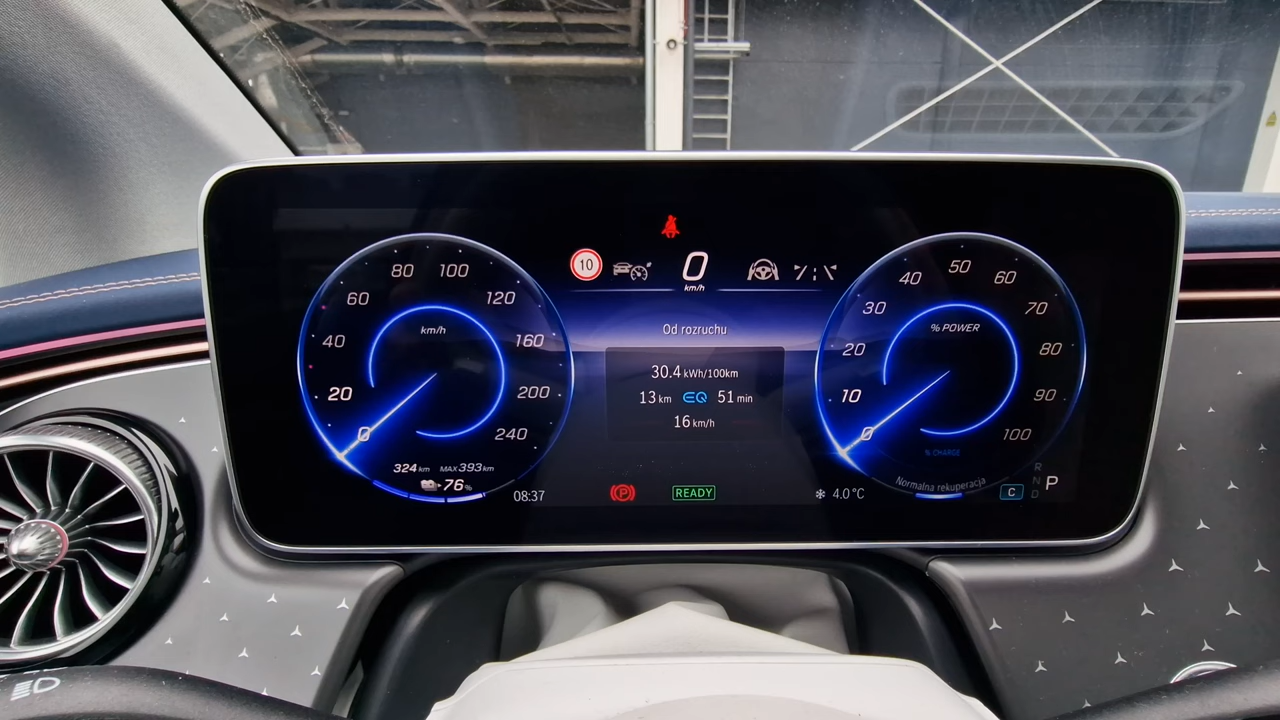 10
0
km/h
80 100
60 120
40 160
20 200
0 240
km/h
324 km MAX 393 km
76 %
08:37
Od rozruchu
30.4 kWh/100km
13 km EQ 51 min
16 km/h
READY
4.0 °C
50
40 60
30 70
20 80
10 90
0 100
% POWER
% CHARGE
Normalna rekuperacja
C
R
N
D
P